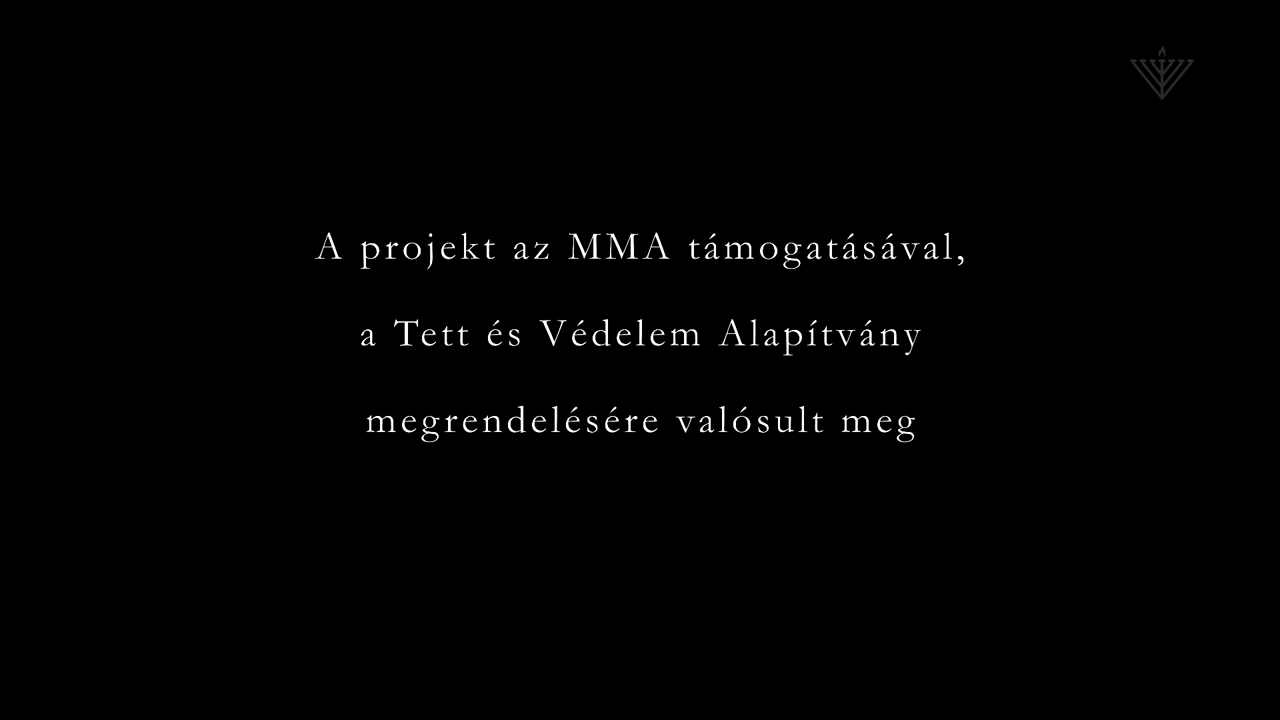 A projekt az MMA támogatásával,
a Tett és Védelem Alapítvány
megrendelésére valósult meg